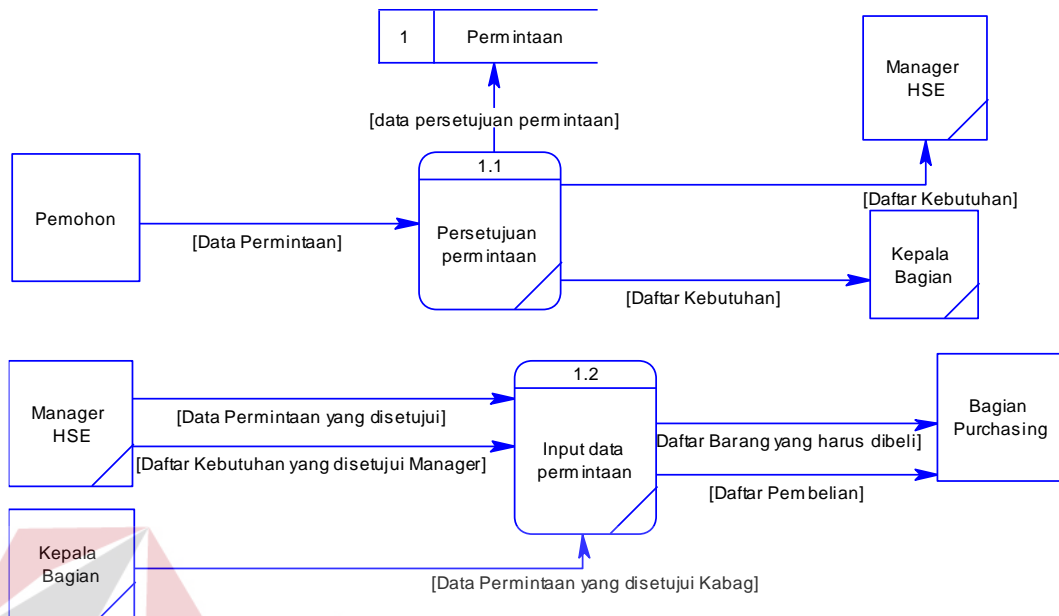 1 Permintaan
Manager
HSE
[data persetujuan permintaan]
1.1
Pemohon
[Data Permintaan]
Persetujuan
permintaan
[Daftar Kebutuhan]
Kepala
Bagian
[Daftar Kebutuhan]
1.2
Manager
HSE
[Data Permintaan yang disetujui]
[Daftar Kebutuhan yang disetujui Manager]
Input data
permintaan
Daftar Barang yang harus dibeli]
[Daftar Pembelian]
Bagian
Purchasing
Kepala
Bagian
[Data Permintaan yang disetujui Kabag]